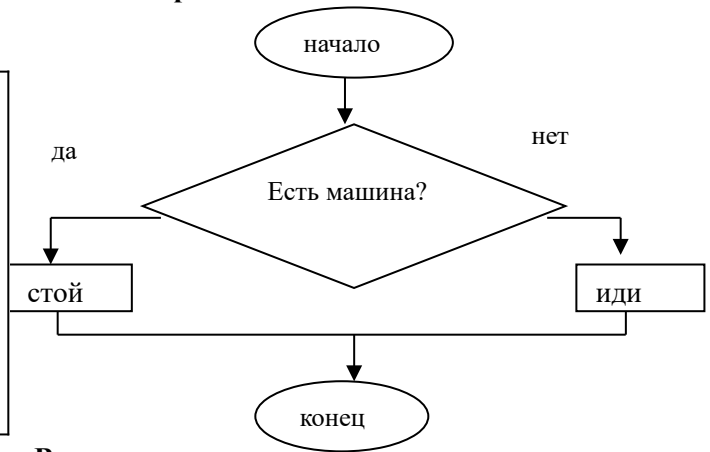 начало
да
нет
Есть машина?
стой
иди
конец